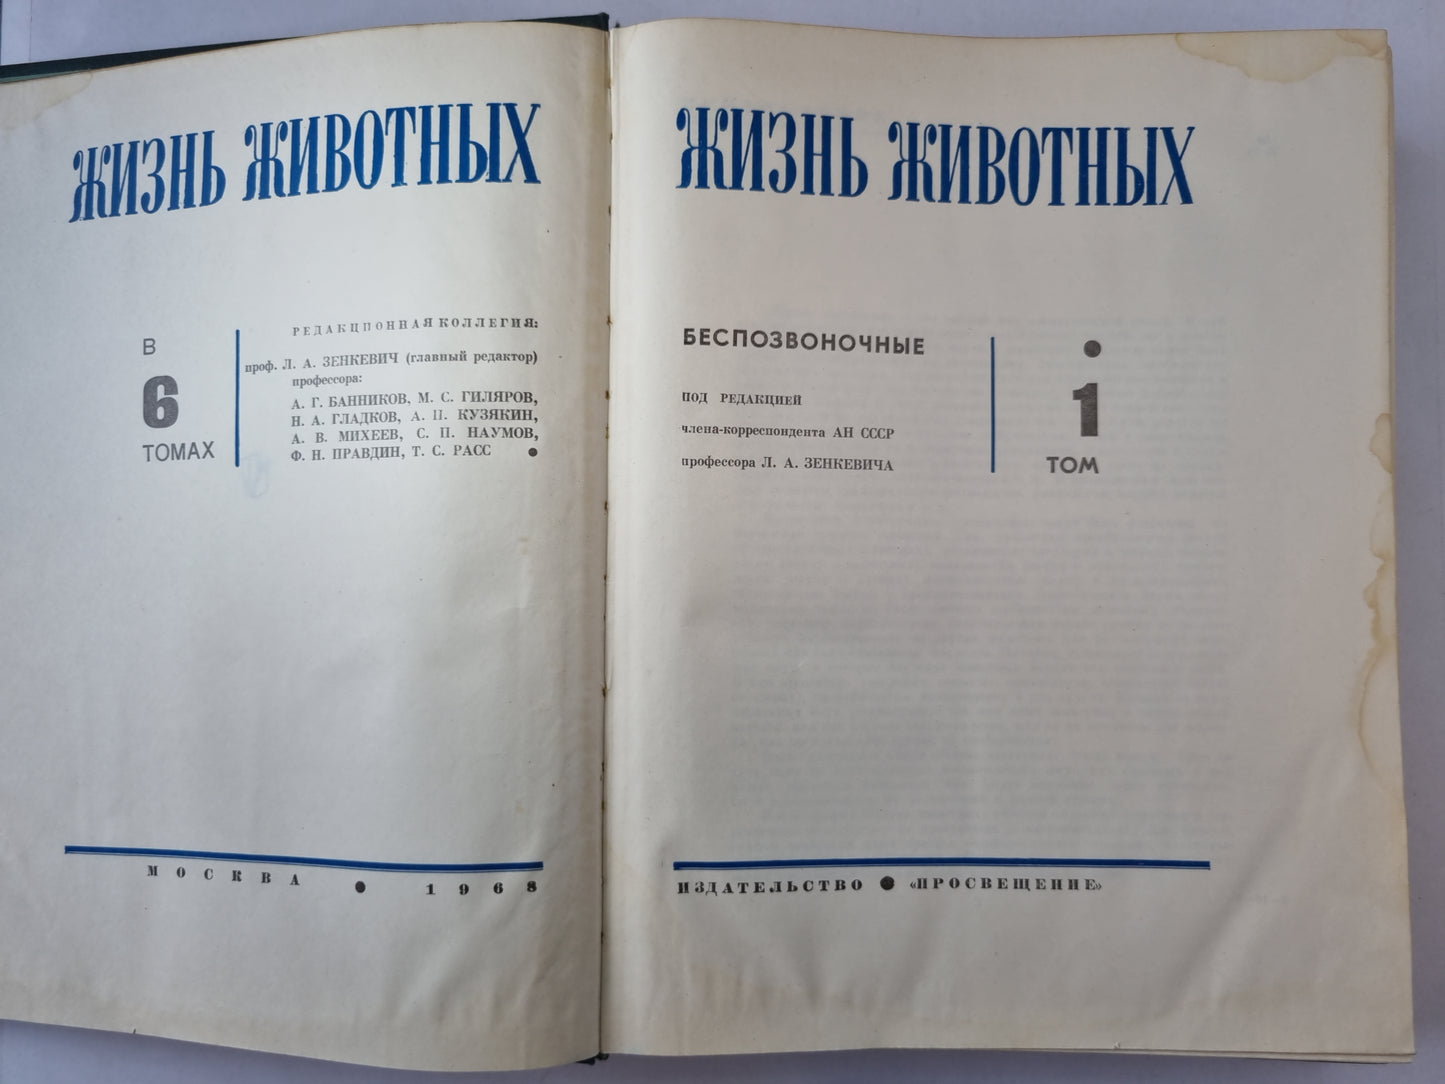 ЖИЗНЬ ЖИВОТНЫХ
В
6
ТОМАХ
РЕДАКЦИОННАЯ КОЛЛЕГИЯ:
проф. Л. А. ЗЕНКЕВИЧ (главный редактор)
профессора:
А. Г. БАННИКОВ, М. С. ГИЛЯРОВ,
Н. А. ГЛАДКОВ, А. П. КУЗЯКИН,
А. В. МИХЕЕВ, С. П. НАУМОВ,
Ф. Н. ПРАВДИН, Т. С. РАСС ●
МОСКВА ● 1968
ЖИЗНЬ ЖИВОТНЫХ
БЕСПОЗВОНОЧНЫЕ
ПОД РЕДАКЦИЕЙ
члена-корреспондента АН СССР
профессора Л. А. ЗЕНКЕВИЧА
●
1
ТОМ
ИЗДАТЕЛЬСТВО ● «ПРОСВЕЩЕНИЕ»